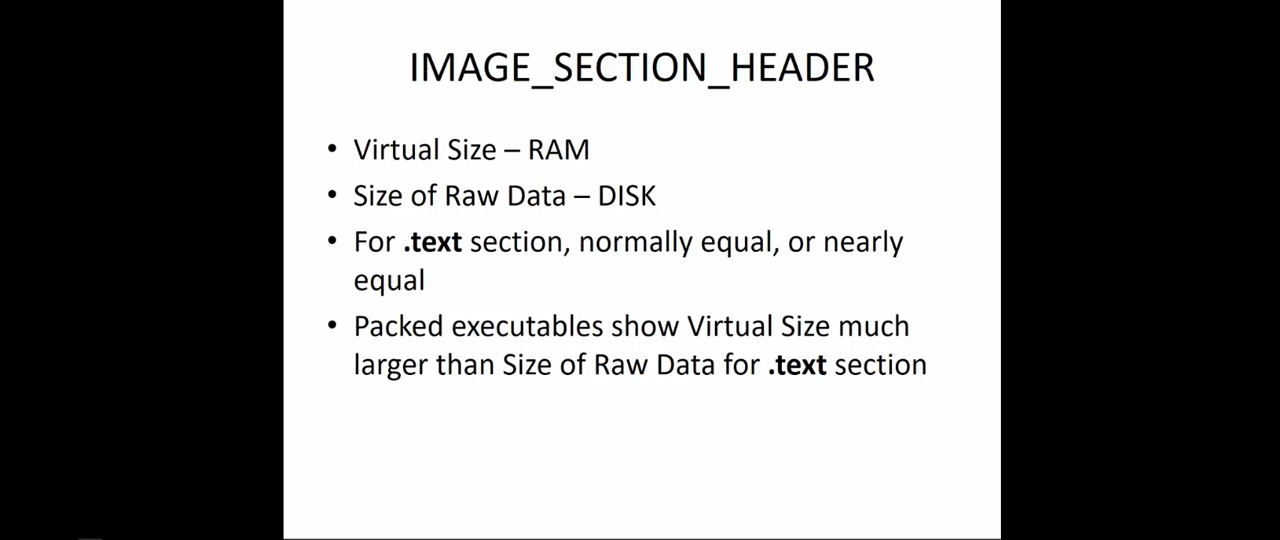 IMAGE_SECTION_HEADER
• Virtual Size – RAM
• Size of Raw Data – DISK
• For .text section, normally equal, or nearly
equal
• Packed executables show Virtual Size much
larger than Size of Raw Data for .text section